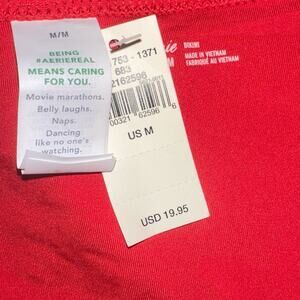 M/M
BEING
#AERIEREAL
MEANS CARING
FOR YOU.
Movie marathons.
Belly laughs.
Naps.
Dancing
like no one's
watching.
753-1371
683
2162596
00321 62596 6
US M
USD 19.95
BIKINI
M
MADE IN VIETNAM
FABRIQUÉ AU VIETNAM